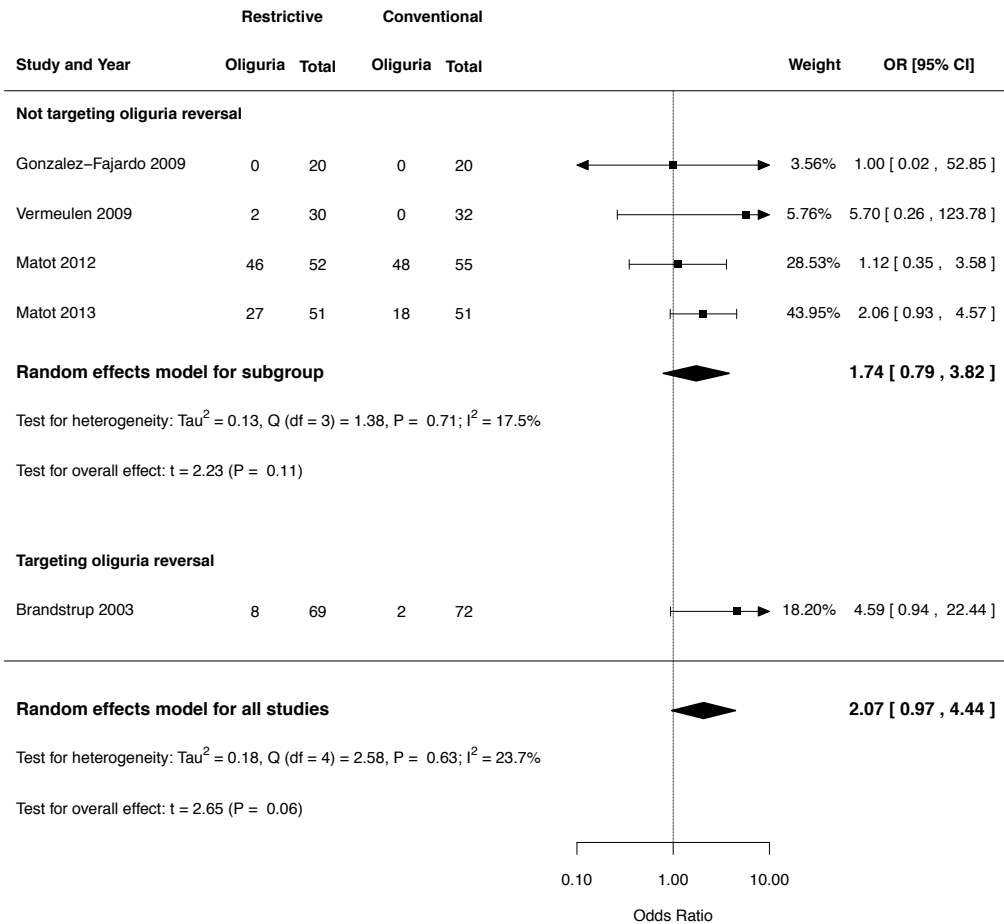 Restrictive Conventional
Study and Year Oliguria Total Oliguria Total Weight OR [95% CI]
Not targeting oliguria reversal
Gonzalez−Fajardo 2009 0 20 0 20 3.56% 1.00 [ 0.02 , 52.85 ]
Vermeulen 2009 2 30 0 32 5.76% 5.70 [ 0.26 , 123.78 ]
Matot 2012 46 52 48 55 28.53% 1.12 [ 0.35 , 3.58 ]
Matot 2013 27 51 18 51 43.95% 2.06 [ 0.93 , 4.57 ]
Random effects model for subgroup 1.74 [ 0.79 , 3.82 ]
Test for heterogeneity: Tau² = 0.13, Q (df = 3) = 1.38, P = 0.71; I² = 17.5%
Test for overall effect: t = 2.23 (P = 0.11)
Targeting oliguria reversal
Brandstrup 2003 8 69 2 72 18.20% 4.59 [ 0.94 , 22.44 ]
Random effects model for all studies 2.07 [ 0.97 , 4.44 ]
Test for heterogeneity: Tau² = 0.18, Q (df = 4) = 2.58, P = 0.63; I² = 23.7%
Test for overall effect: t = 2.65 (P = 0.06)
0.10 1.00 10.00
Odds Ratio